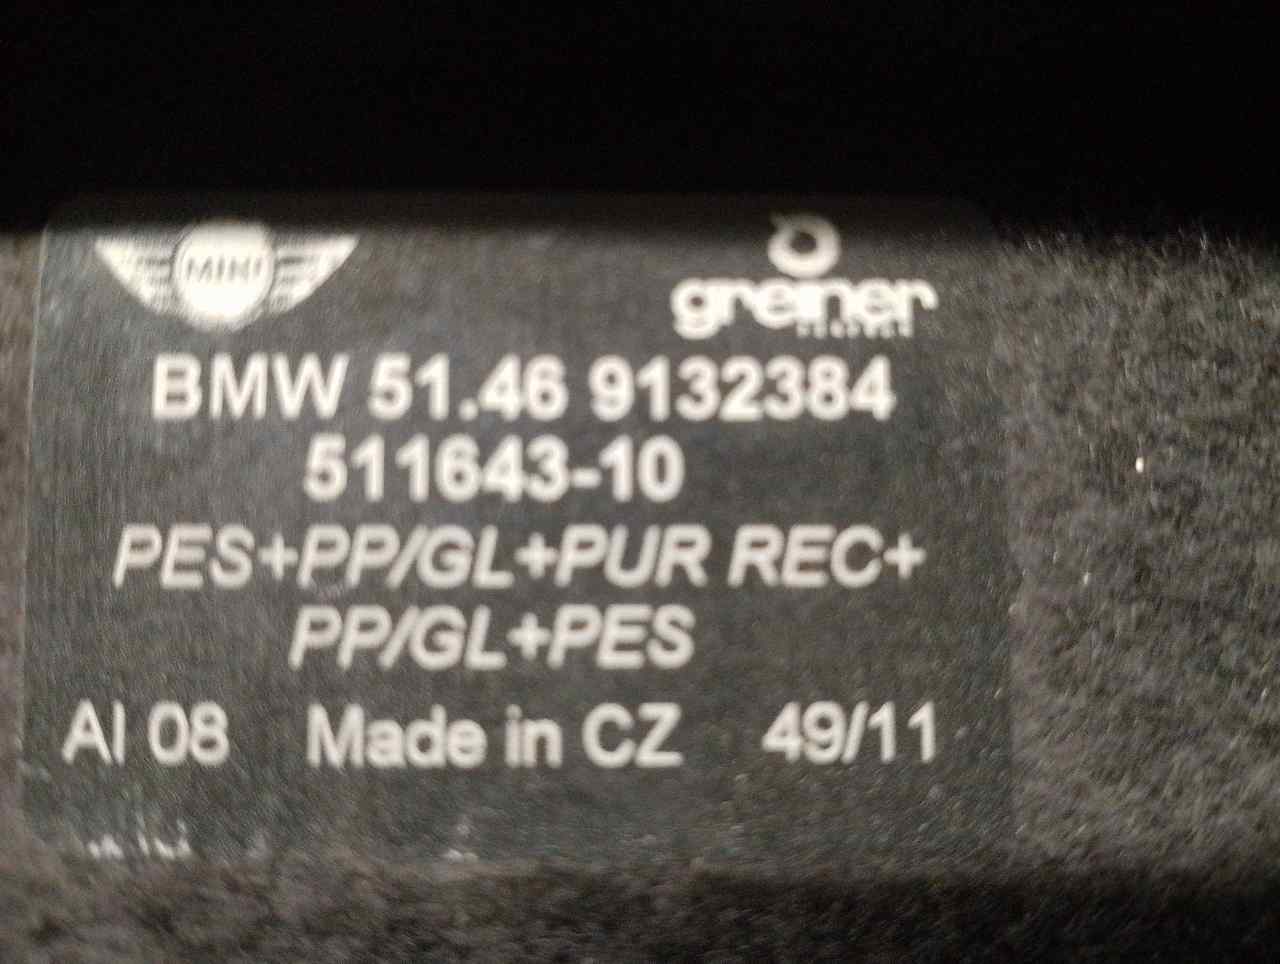 MINI
greiner
BMW 51.46 9132384
511643-10
PES+PP/GL+PUR REC+
PP/GL+PES
AI 08 Made in CZ 49/11